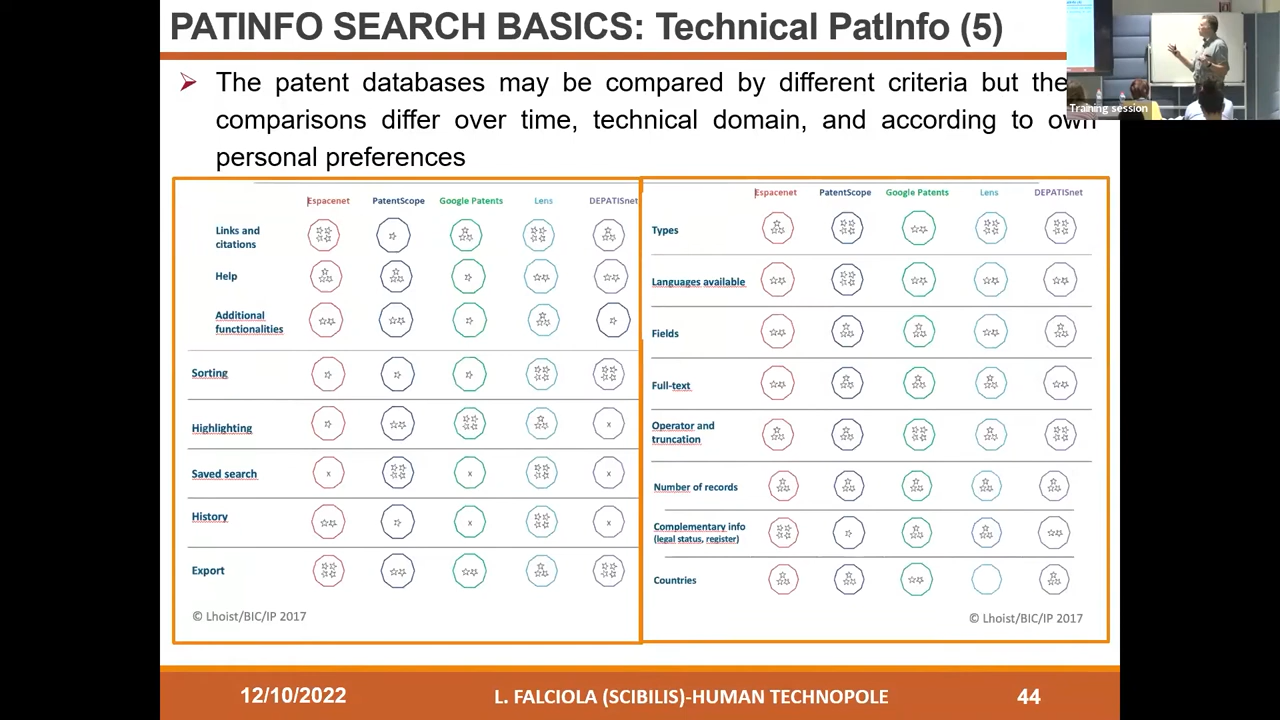 PATINFO SEARCH BASICS: Technical PatInfo (5)
The patent databases may be compared by different criteria but the
comparisons differ over time, technical domain, and according to own
personal preferences
Training session
Espacenet PatentScope Google Patents Lens DEPATISnet
Links and
citations
Help
Additional
functionalities
Sorting
Highlighting
x
Saved search
x x x
History
x x
Export
© Lhoist/BIC/IP 2017
Espacenet PatentScope Google Patents Lens DEPATISnet
Types
Languages available
Fields
Full-text
Operator and
truncation
Number of records
Complementary info
(legal status, register)
Countries
© Lhoist/BIC/IP 2017
12/10/2022 L. FALCIOLA (SCIBILIS)-HUMAN TECHNOPOLE 44